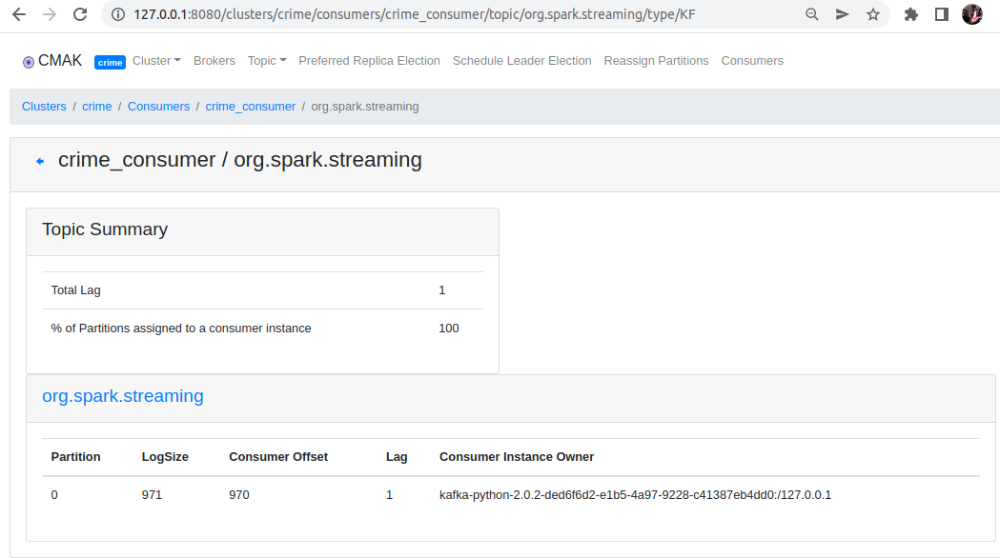 127.0.0.1:8080/clusters/crime/consumers/crime_consumer/topic/org.spark.streaming/type/KF
CMAK crime Cluster Brokers Topic Preferred Replica Election Schedule Leader Election Reassign Partitions Consumers
Clusters / crime / Consumers / crime_consumer / org.spark.streaming
crime_consumer / org.spark.streaming
Topic Summary
Total Lag 1
% of Partitions assigned to a consumer instance 100
org.spark.streaming
Partition LogSize Consumer Offset Lag Consumer Instance Owner
0 971 970 1 kafka-python-2.0.2-ded6f6d2-e1b5-4a97-9228-c41387eb4dd0:/127.0.0.1